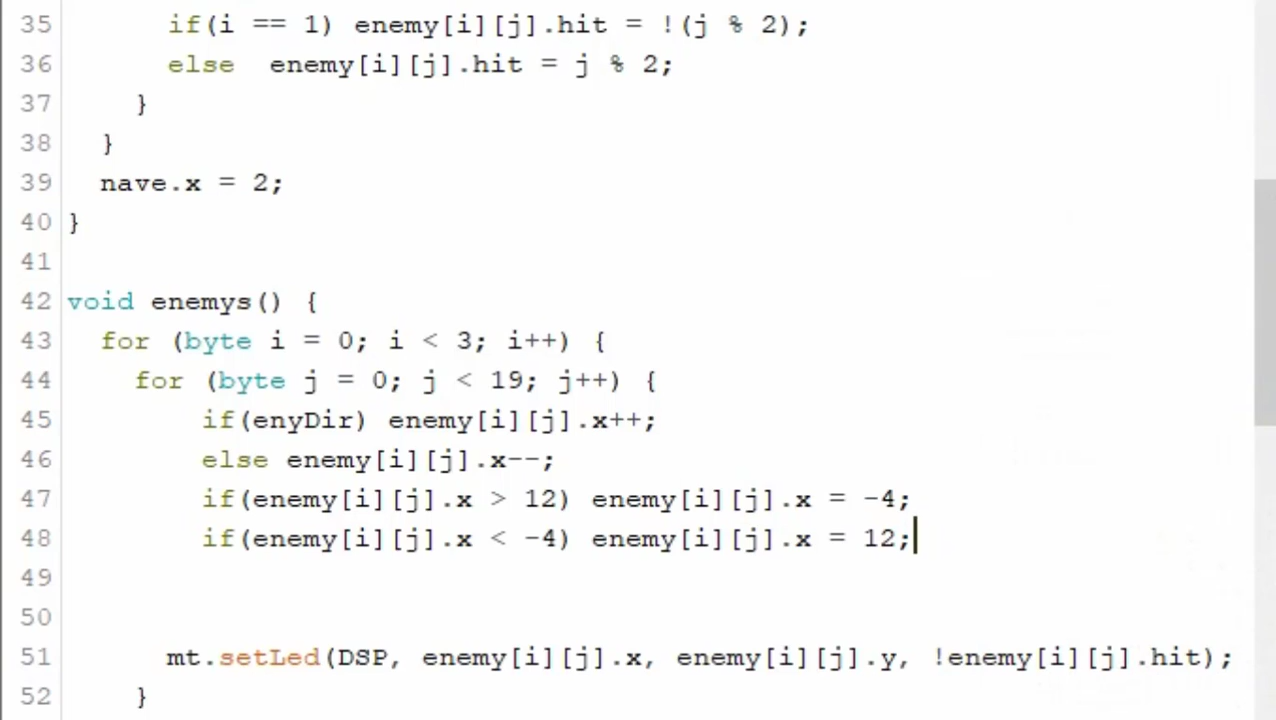 35 if(i == 1) enemy[i][j].hit = !(j % 2);
36 else  enemy[i][j].hit = j % 2;
37 }
38 }
39 nave.x = 2;
40 }
41
42 void enemys() {
43 for (byte i = 0; i < 3; i++) {
44 for (byte j = 0; j < 19; j++) {
45 if(enyDir) enemy[i][j].x++;
46 else enemy[i][j].x--;
47 if(enemy[i][j].x > 12) enemy[i][j].x = -4;
48 if(enemy[i][j].x < -4) enemy[i][j].x = 12;
49
50
51 mt.setLed(DSP, enemy[i][j].x, enemy[i][j].y, !enemy[i][j].hit);
52 }